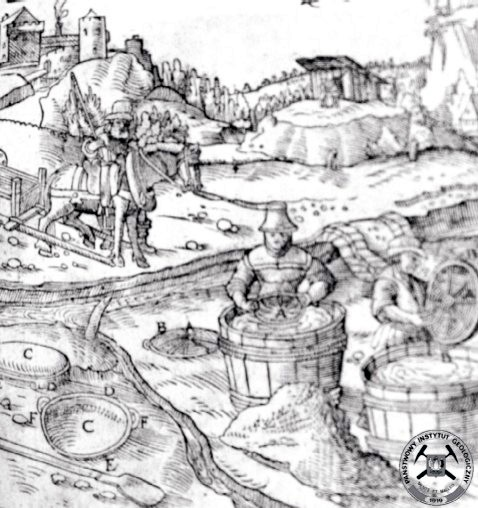 A
B A
C
D
F C F
E
PAŃSTWOWY INSTYTUT GEOLOGICZNY
1919